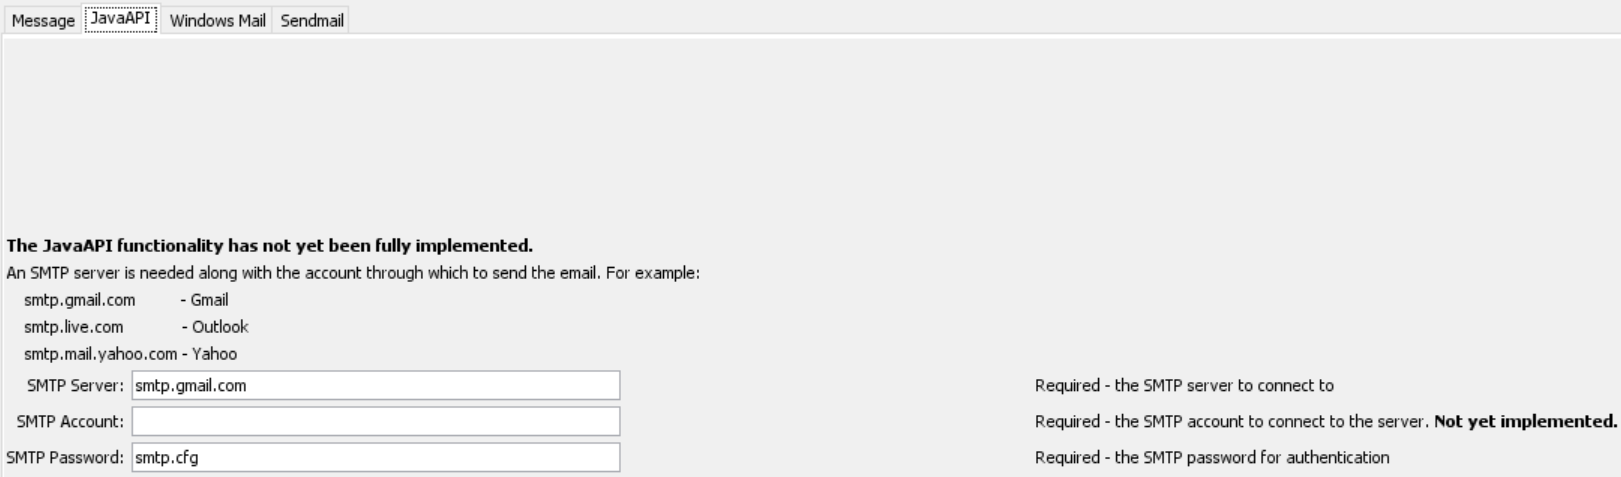 Message JavaAPI Windows Mail Sendmail
The JavaAPI functionality has not yet been fully implemented.
An SMTP server is needed along with the account through which to send the email. For example:
smtp.gmail.com - Gmail
smtp.live.com - Outlook
smtp.mail.yahoo.com - Yahoo
SMTP Server: smtp.gmail.com Required - the SMTP server to connect to
SMTP Account: Required - the SMTP account to connect to the server. Not yet implemented.
SMTP Password: smtp.cfg Required - the SMTP password for authentication